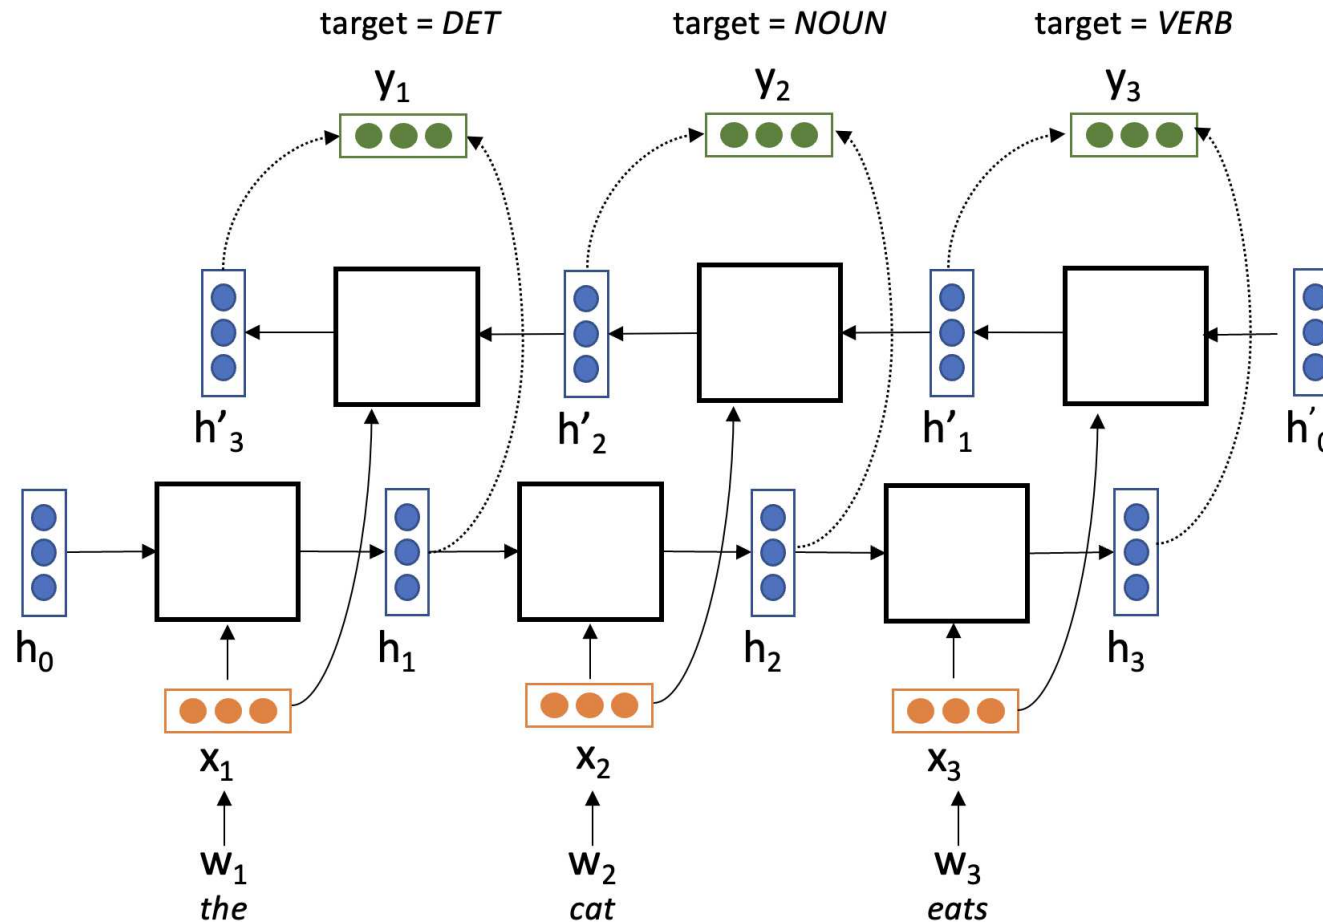 target = DET
target = NOUN
target = VERB
y₁
y₂
y₃
h'₃
h'₂
h'₁
h'₀
h₀
h₁
h₂
h₃
x₁
x₂
x₃
w₁
w₂
w₃
the
cat
eats